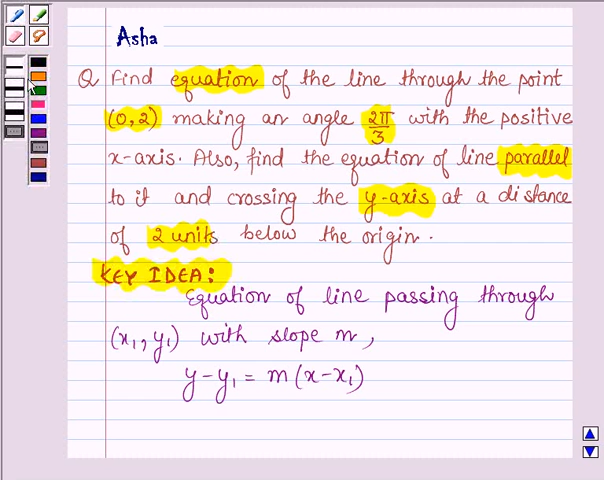 Asha
Q Find equation of the line through the point
(0,2) making an angle 2π/3 with the positive
x-axis. Also, find the equation of line parallel
to it and crossing the y-axis at a distance
of 2 units below the origin.
KEY IDEA:
Equation of line passing through
(x₁, y₁) with slope m,
y-y₁ = m(x-x₁)